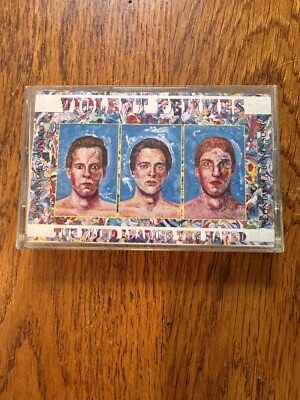 VIOLENT FEMMES
THE BLIND LEADING THE NAKED